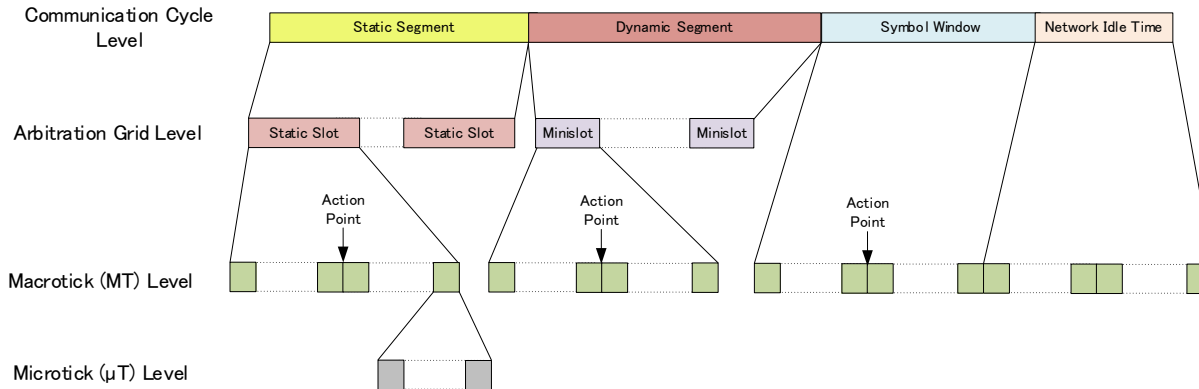 Communication Cycle
Level
Static Segment
Dynamic Segment
Symbol Window
Network Idle Time
Arbitration Grid Level
Static Slot
Static Slot
Minislot
Minislot
Action
Point
Action
Point
Action
Point
Macrotick (MT) Level
Microtick (μT) Level